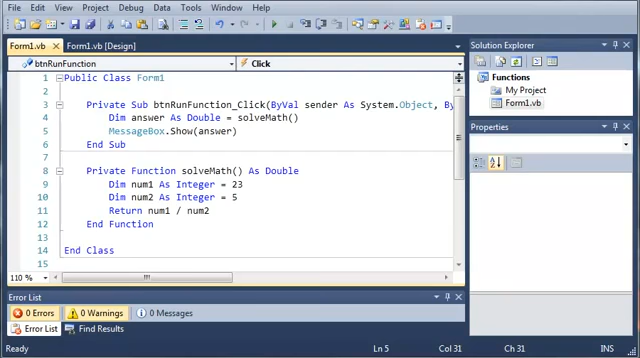 File Edit View Project Debug Data Tools Window Help
Form1.vb Form1.vb [Design]
btnRunFunction Click
1 Public Class Form1
2
3 Private Sub btnRunFunction_Click(ByVal sender As System.Object, By
4 Dim answer As Double = solveMath()
5 MessageBox.Show(answer)
6 End Sub
7
8 Private Function solveMath() As Double
9 Dim num1 As Integer = 23
10 Dim num2 As Integer = 5
11 Return num1 / num2
12 End Function
13
14 End Class
15
110 %
Solution Explorer
Functions
My Project
Form1.vb
Properties
Error List
0 Errors 0 Warnings 0 Messages
Error List Find Results
Ready Ln 5 Col 31 Ch 31 INS